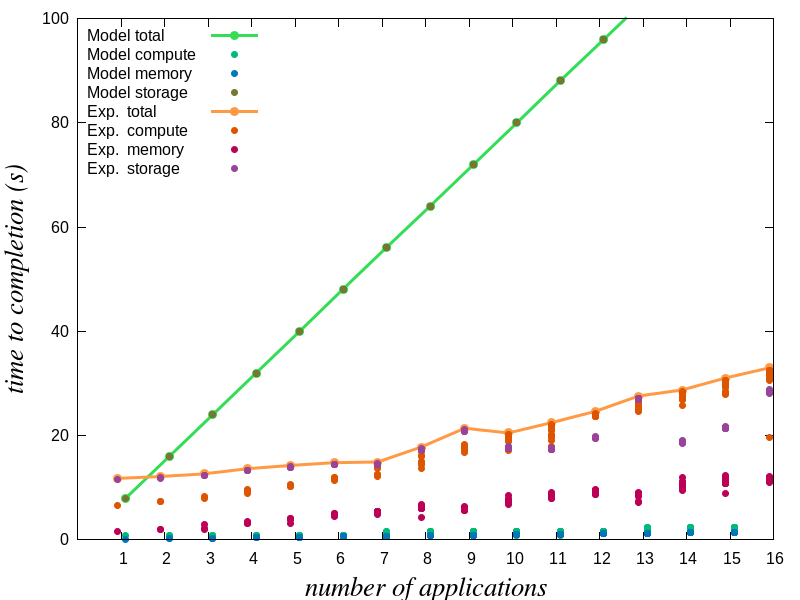 100
80
60
40
20
0
time to completion (s)
Model total
Model compute
Model memory
Model storage
Exp. total
Exp. compute
Exp. memory
Exp. storage
1 2 3 4 5 6 7 8 9 10 11 12 13 14 15 16
number of applications